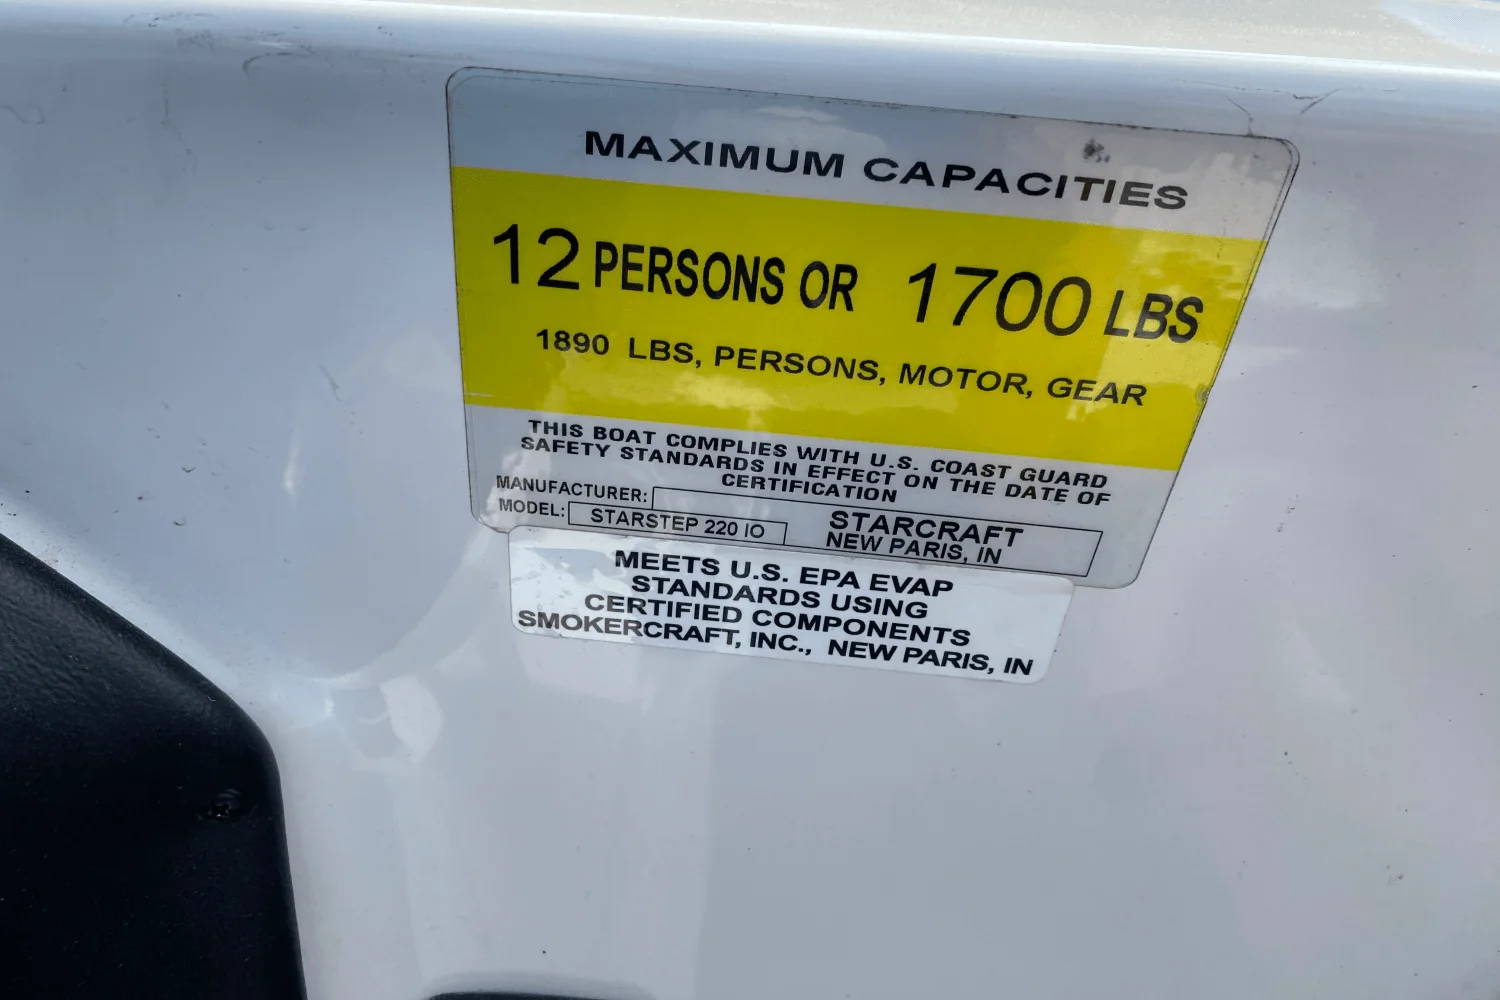 MAXIMUM CAPACITIES
12 PERSONS OR 1700 LBS
1890 LBS, PERSONS, MOTOR, GEAR
THIS BOAT COMPLIES WITH U.S. COAST GUARD
SAFETY STANDARDS IN EFFECT ON THE DATE OF
CERTIFICATION
MANUFACTURER: STARCRAFT
MODEL: STARSTEP 220 IO NEW PARIS, IN
MEETS U.S. EPA EVAP
STANDARDS USING
CERTIFIED COMPONENTS
SMOKERCRAFT, INC., NEW PARIS, IN